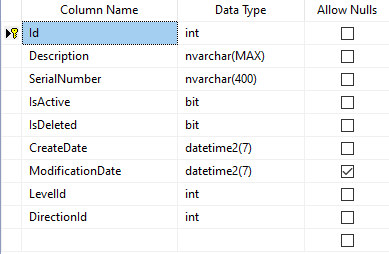 Column Name Data Type Allow Nulls
Id int
Description nvarchar(MAX)
SerialNumber nvarchar(400)
IsActive bit
IsDeleted bit
CreateDate datetime2(7)
ModificationDate datetime2(7)
LevelId int
DirectionId int